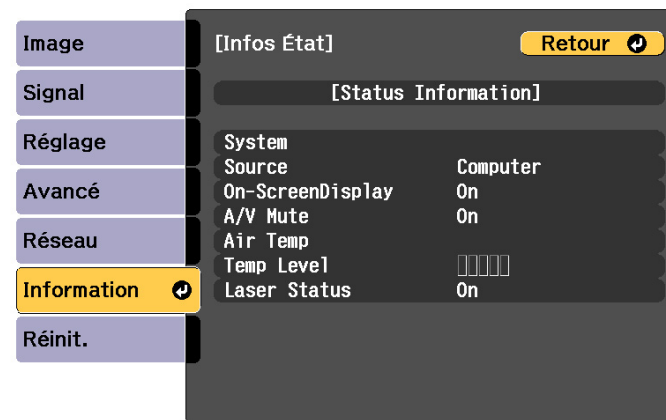 Image
Signal
Réglage
Avancé
Réseau
Information
Réinit.
[Infos État]
Retour
[Status Information]
System
Source Computer
On-ScreenDisplay On
A/V Mute On
Air Temp
Temp Level
Laser Status On